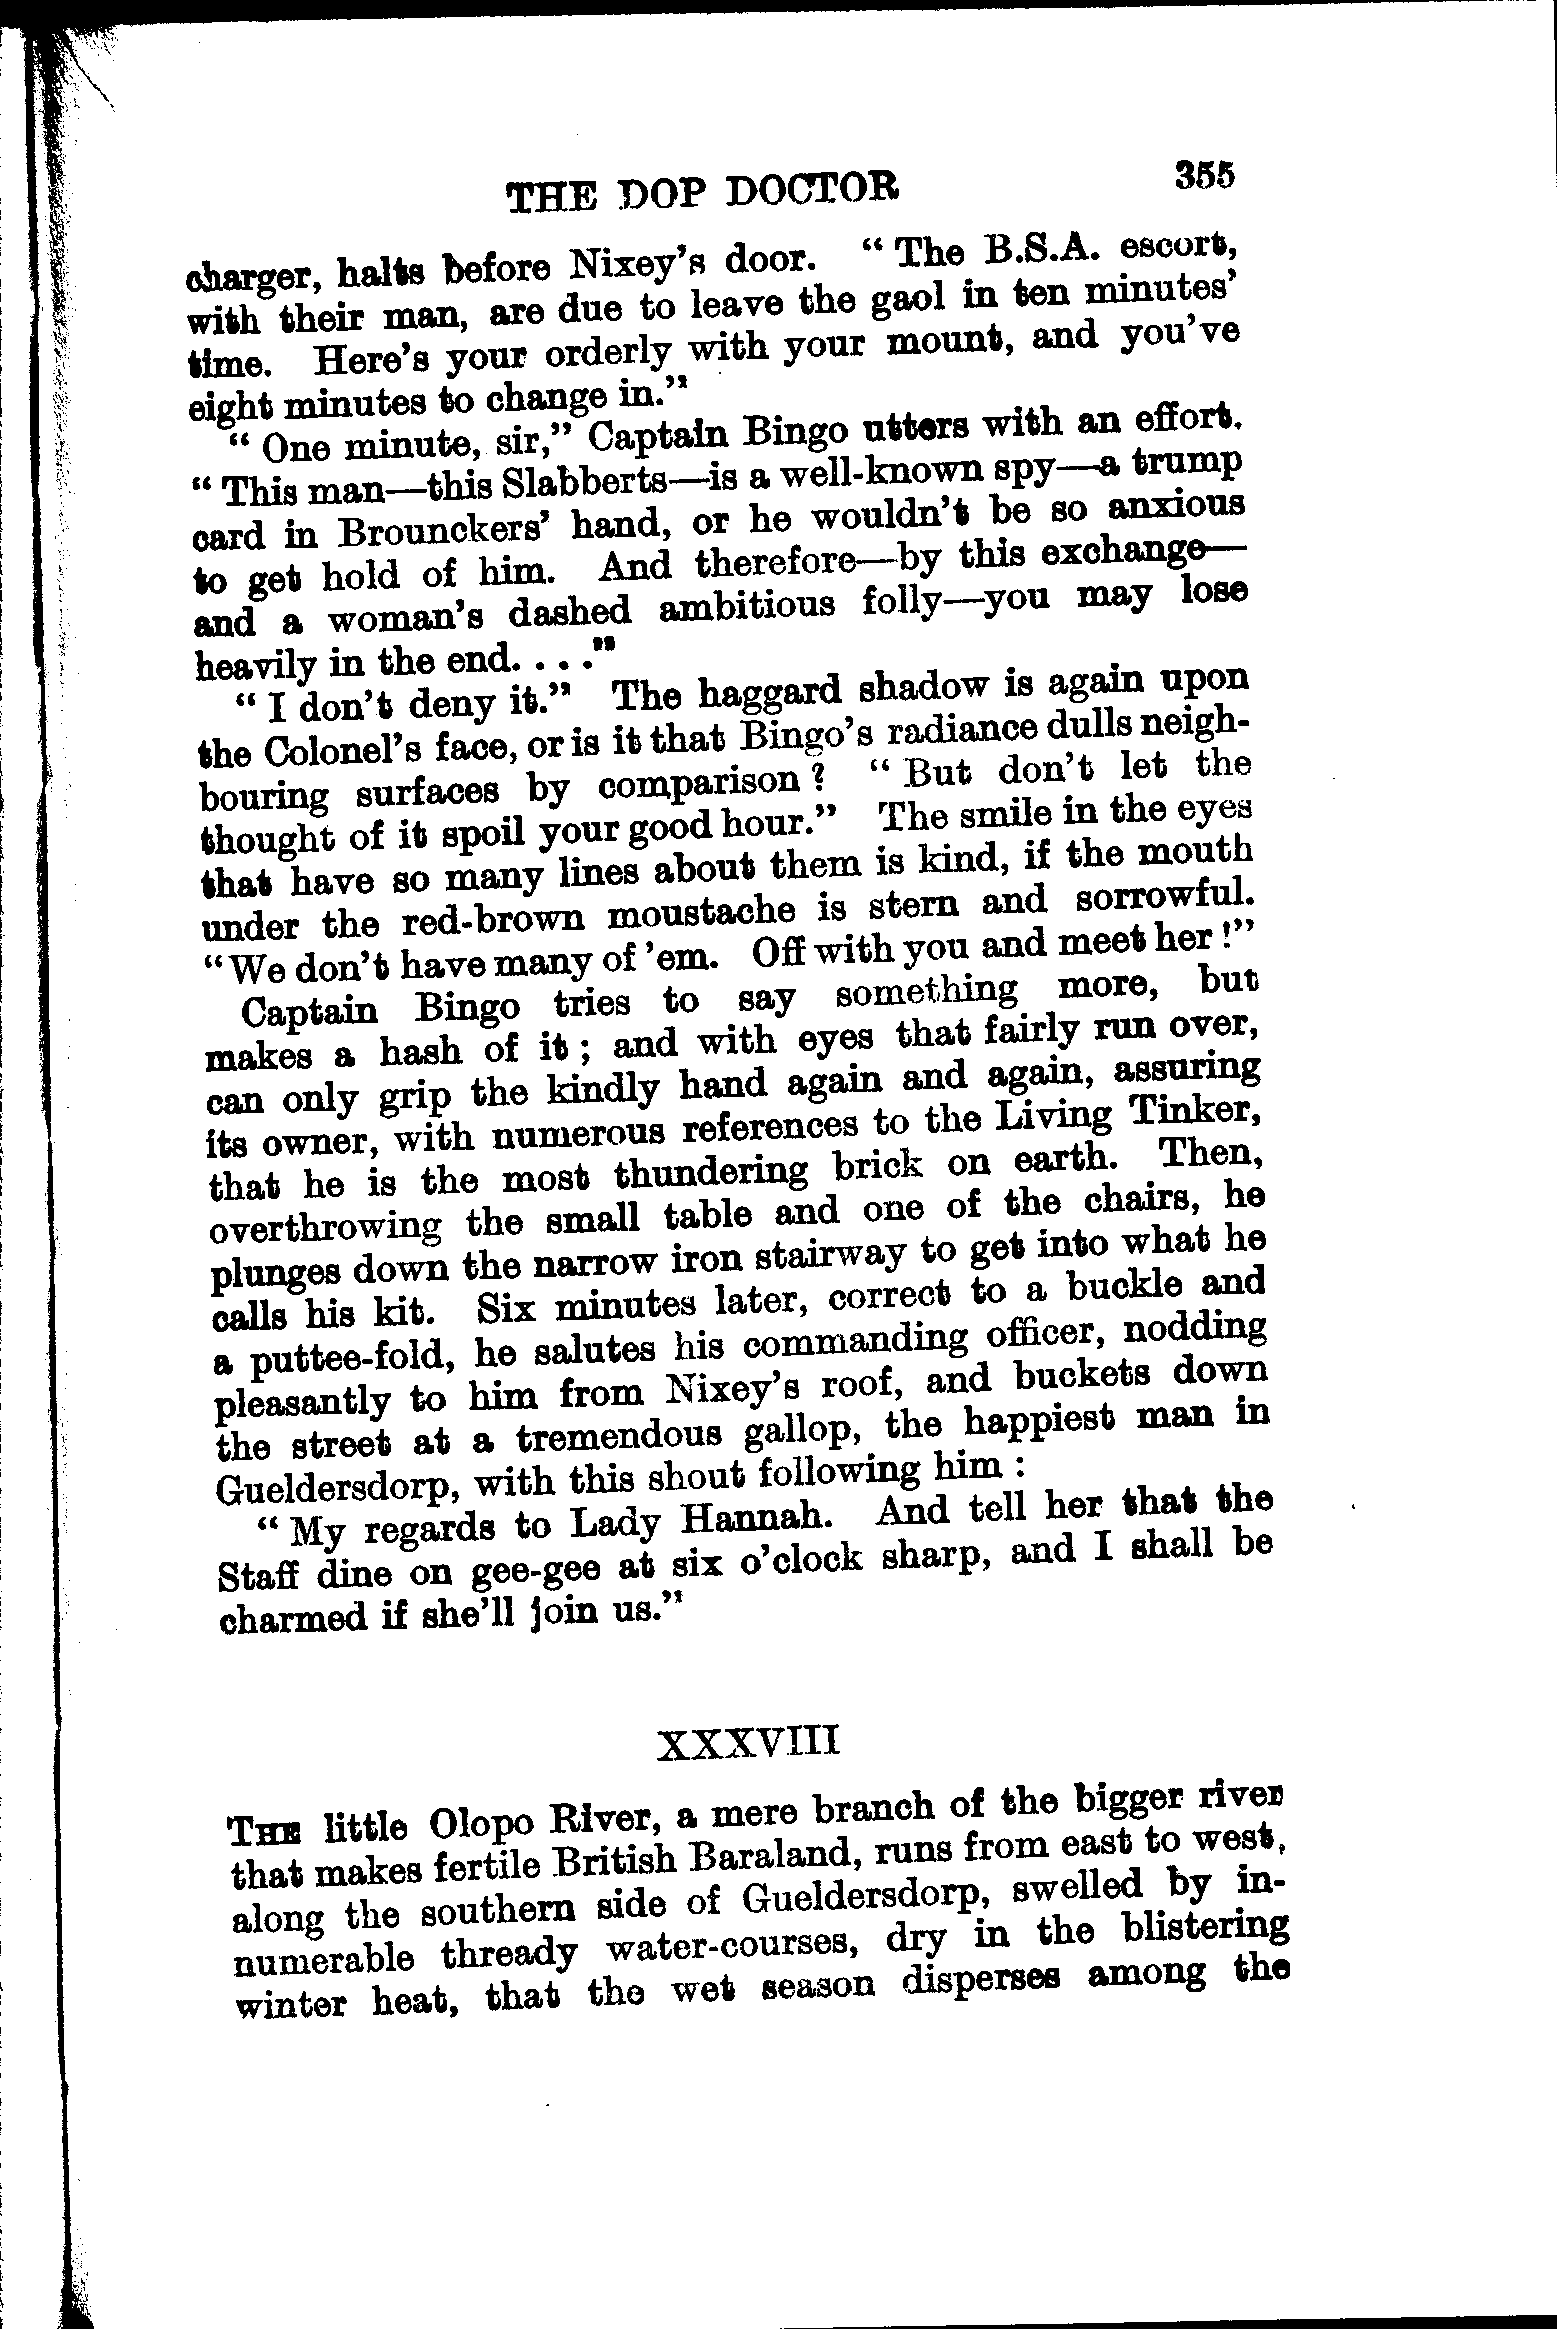 THE DOP DOCTOR 355
charger, halts before Nixey's door. "The B.S.A. escort,
with their man, are due to leave the gaol in ten minutes'
time. Here's your orderly with your mount, and you've
eight minutes to change in."
"One minute, sir," Captain Bingo utters with an effort.
"This man—this Slabberts—is a well-known spy—a trump
card in Brounckers' hand, or he wouldn't be so anxious
to get hold of him. And therefore—by this exchange—
and a woman's dashed ambitious folly—you may lose
heavily in the end. . . ."
"I don't deny it." The haggard shadow is again upon
the Colonel's face, or is it that Bingo's radiance dulls neigh-
bouring surfaces by comparison? "But don't let the
thought of it spoil your good hour." The smile in the eyes
that have so many lines about them is kind, if the mouth
under the red-brown moustache is stern and sorrowful.
"We don't have many of 'em. Off with you and meet her!"
Captain Bingo tries to say something more, but
makes a hash of it; and with eyes that fairly run over,
can only grip the kindly hand again and again, assuring
its owner, with numerous references to the Living Tinker,
that he is the most thundering brick on earth. Then,
overthrowing the small table and one of the chairs, he
plunges down the narrow iron stairway to get into what he
calls his kit. Six minutes later, correct to a buckle and
a puttee-fold, he salutes his commanding officer, nodding
pleasantly to him from Nixey's roof, and buckets down
the street at a tremendous gallop, the happiest man in
Gueldersdorp, with this shout following him:
"My regards to Lady Hannah. And tell her that the
Staff dine on gee-gee at six o'clock sharp, and I shall be
charmed if she'll join us."
XXXVIII
THE little Olopo River, a mere branch of the bigger river
that makes fertile British Baraland, runs from east to west,
along the southern side of Gueldersdorp, swelled by in-
numerable thready water-courses, dry in the blistering
winter heat, that the wet season disperses among the